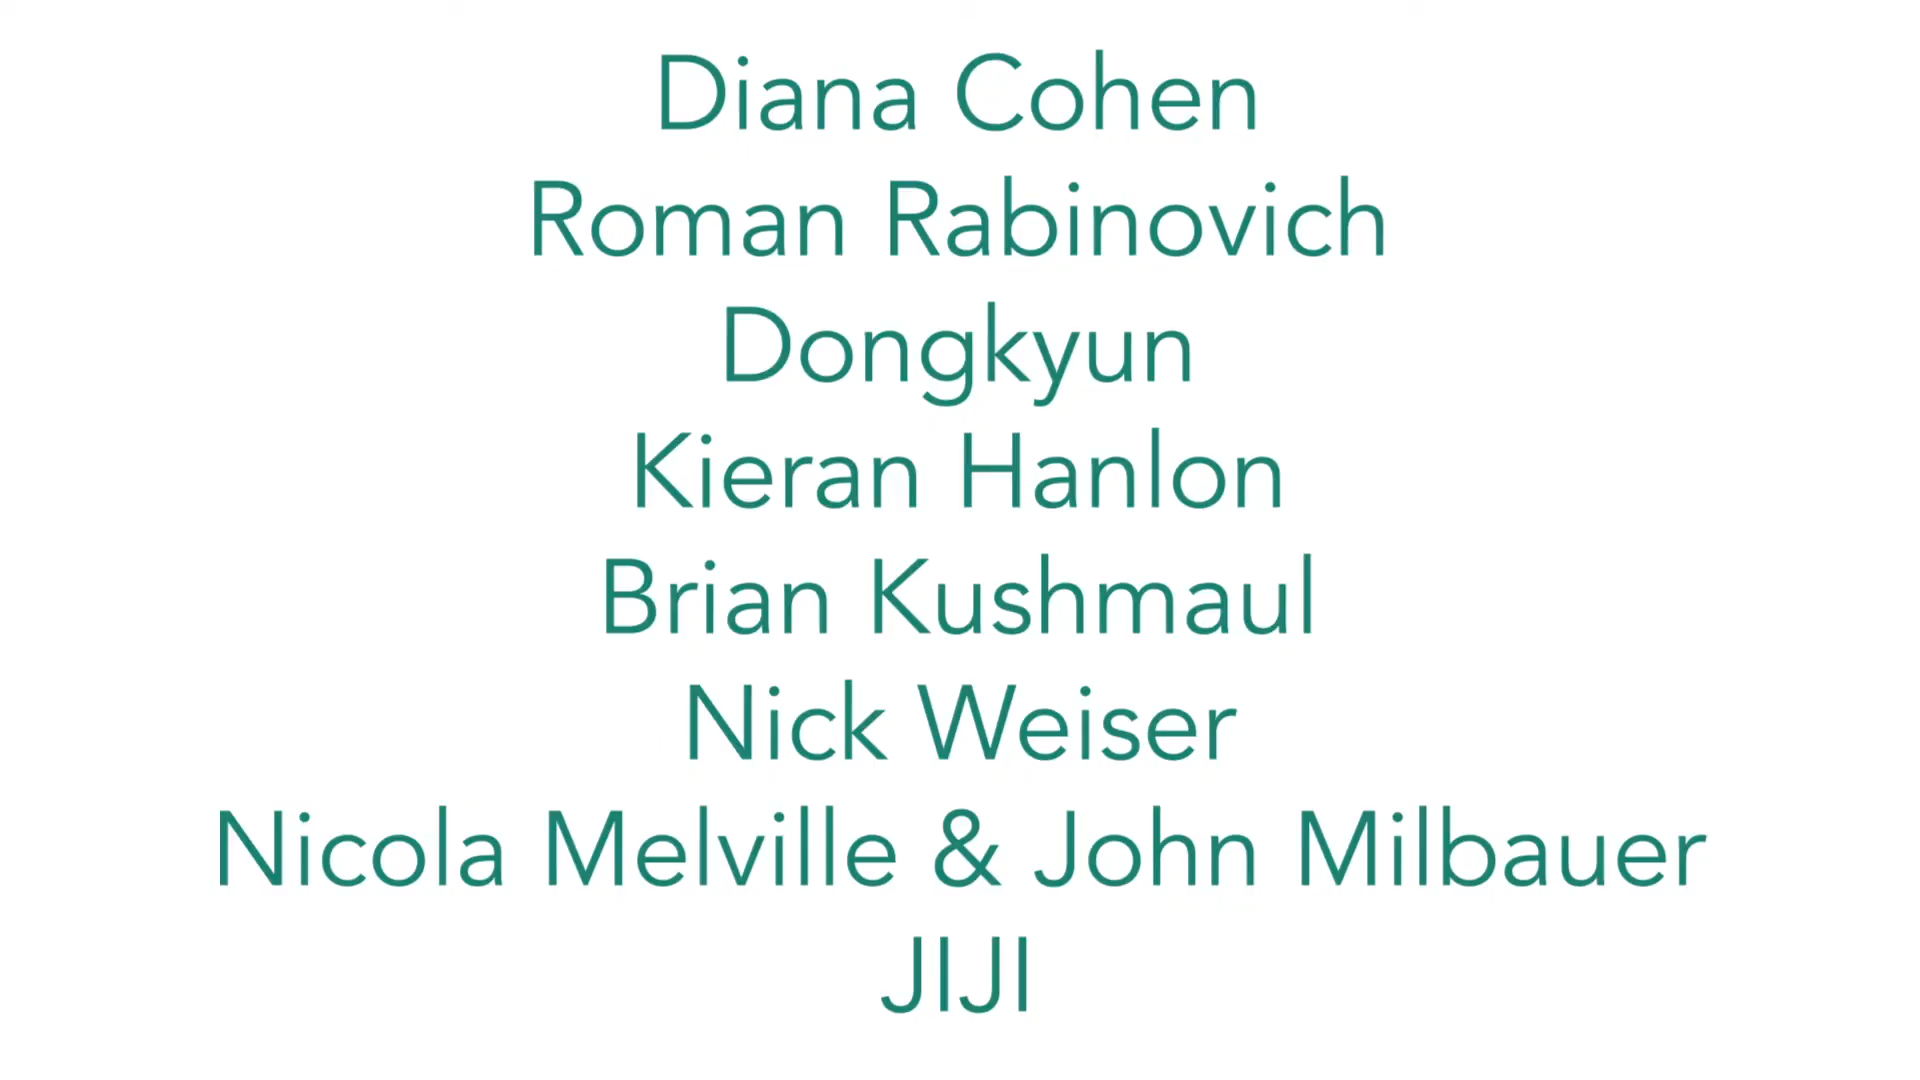 Diana Cohen
Roman Rabinovich
Dongkyun
Kieran Hanlon
Brian Kushmaul
Nick Weiser
Nicola Melville & John Milbauer
JIJI